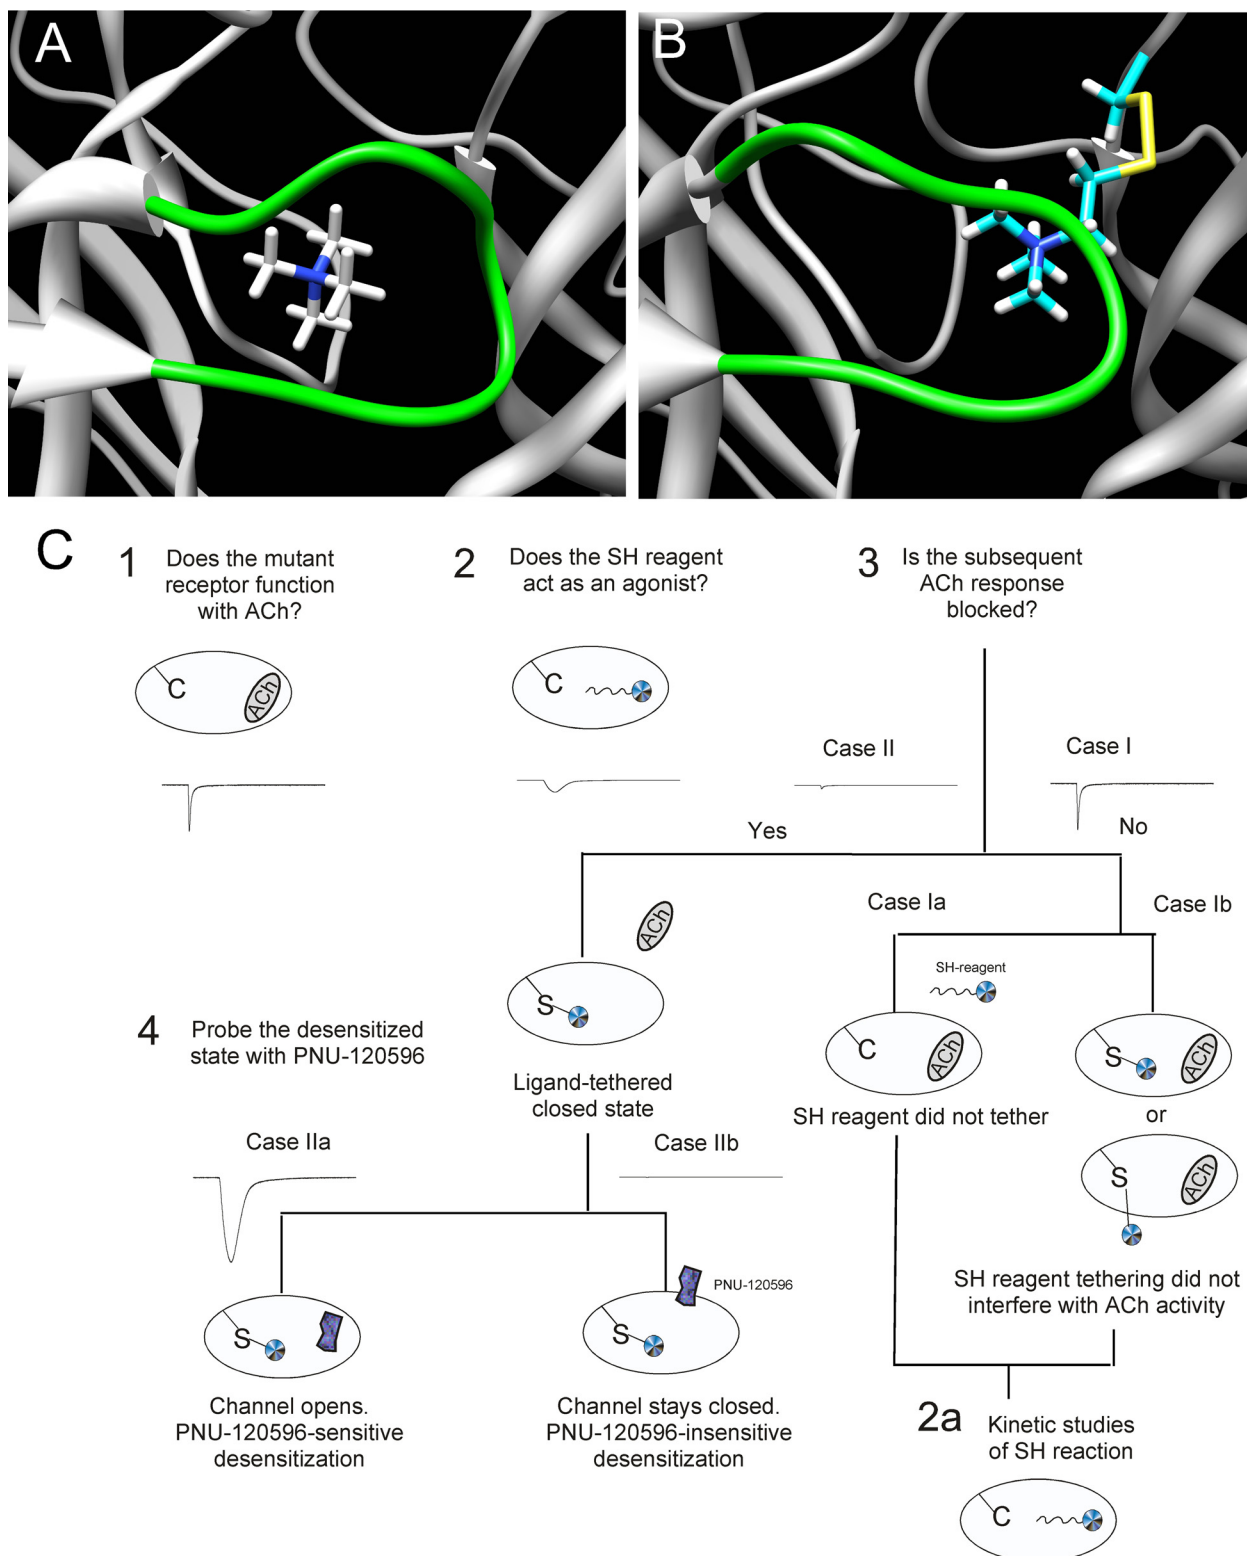 A
B
C
1
Does the mutant
receptor function
with ACh?
C
ACh
2
Does the SH reagent
act as an agonist?
C
3
Is the subsequent
ACh response
blocked?
Case II
Case I
Yes
No
ACh
S
Ligand-tethered
closed state
Case Ia
Case Ib
SH-reagent
C
ACh
SH reagent did not tether
S
ACh
or
S
ACh
SH reagent tethering did not
interfere with ACh activity
4
Probe the desensitized
state with PNU-120596
Case IIa
Case IIb
S
Channel opens.
PNU-120596-sensitive
desensitization
PNU-120596
S
Channel stays closed.
PNU-120596-insensitive
desensitization
2a
Kinetic studies
of SH reaction
C